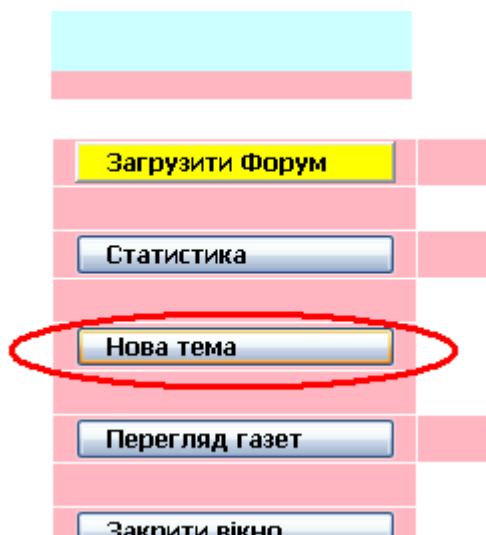 Загрузити Форум
Статистика
Нова тема
Перегляд газет
Закрити вікно